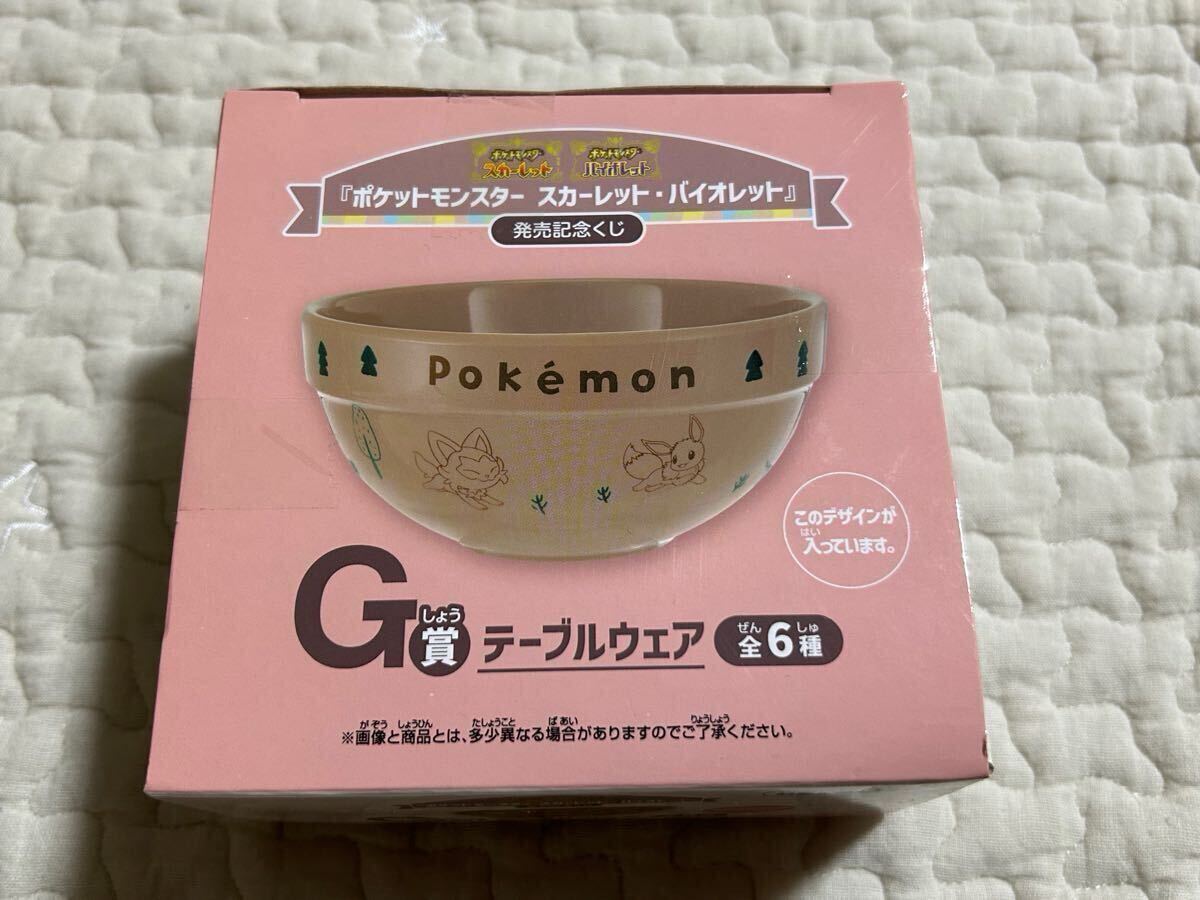 ポケットモンスター
スカーレット
ポケットモンスター
バイオレット
『ポケットモンスター スカーレット・バイオレット』
発売記念くじ
Pokémon
このデザインが
はい
入っています。
G賞
しょう
テーブルウェア
ぜん しゅ
全6種
がぞう しょうひん たしょうこと ばあい りょうしょう
※画像と商品とは、多少異なる場合がありますのでご了承ください。